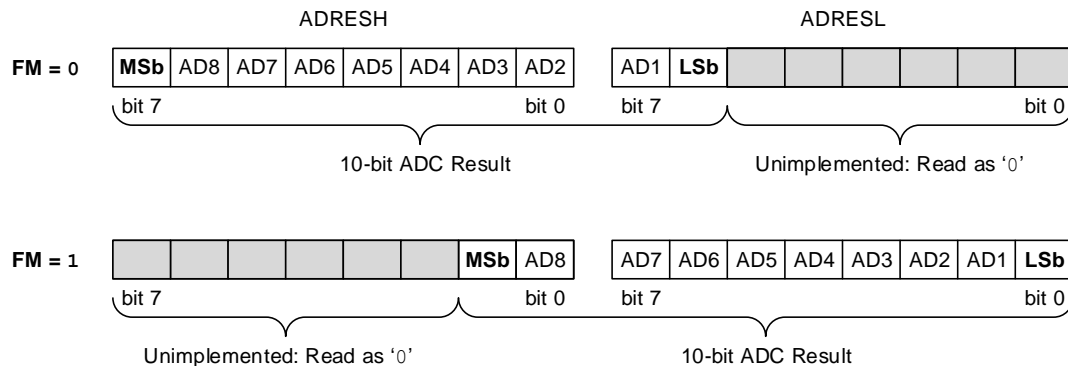 ADRESH ADRESL
FM = 0 MSb AD8 AD7 AD6 AD5 AD4 AD3 AD2 AD1 LSb
bit 7 bit 0 bit 7 bit 0
10-bit ADC Result Unimplemented: Read as ‘0’
FM = 1 MSb AD8 AD7 AD6 AD5 AD4 AD3 AD2 AD1 LSb
bit 7 bit 0 bit 7 bit 0
Unimplemented: Read as ‘0’ 10-bit ADC Result